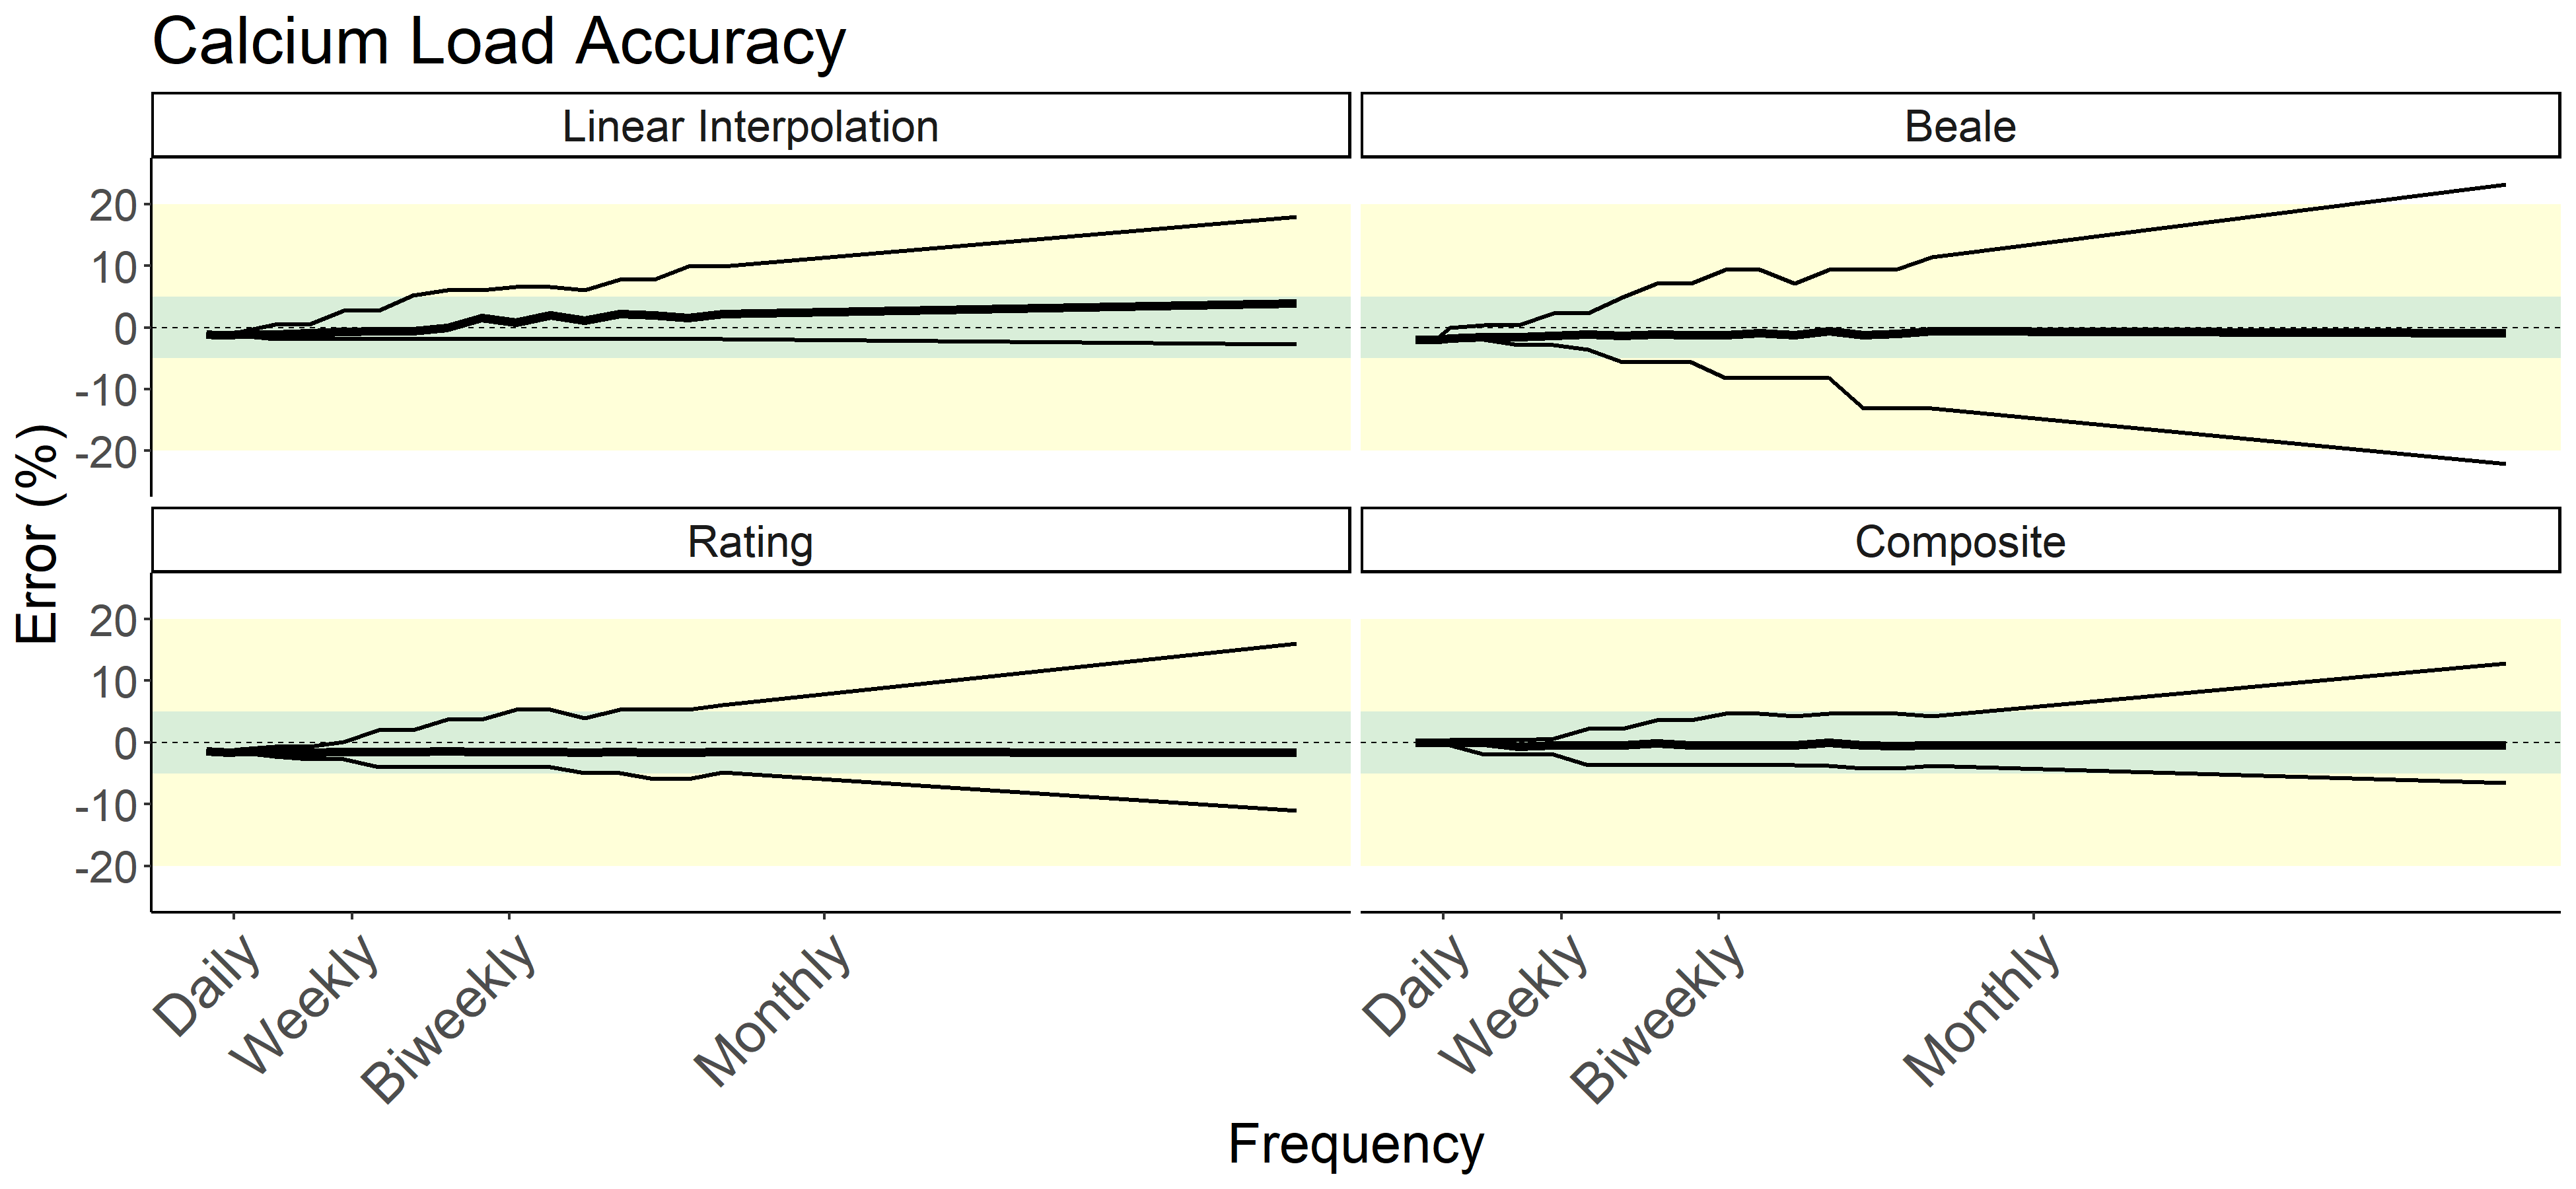 Calcium Load Accuracy
Linear Interpolation
Beale
20
10
0
-10
-20
Rating
Composite
20
10
0
-10
-20
Error (%)
Daily
Weekly
Biweekly
Monthly
Daily
Weekly
Biweekly
Monthly
Frequency